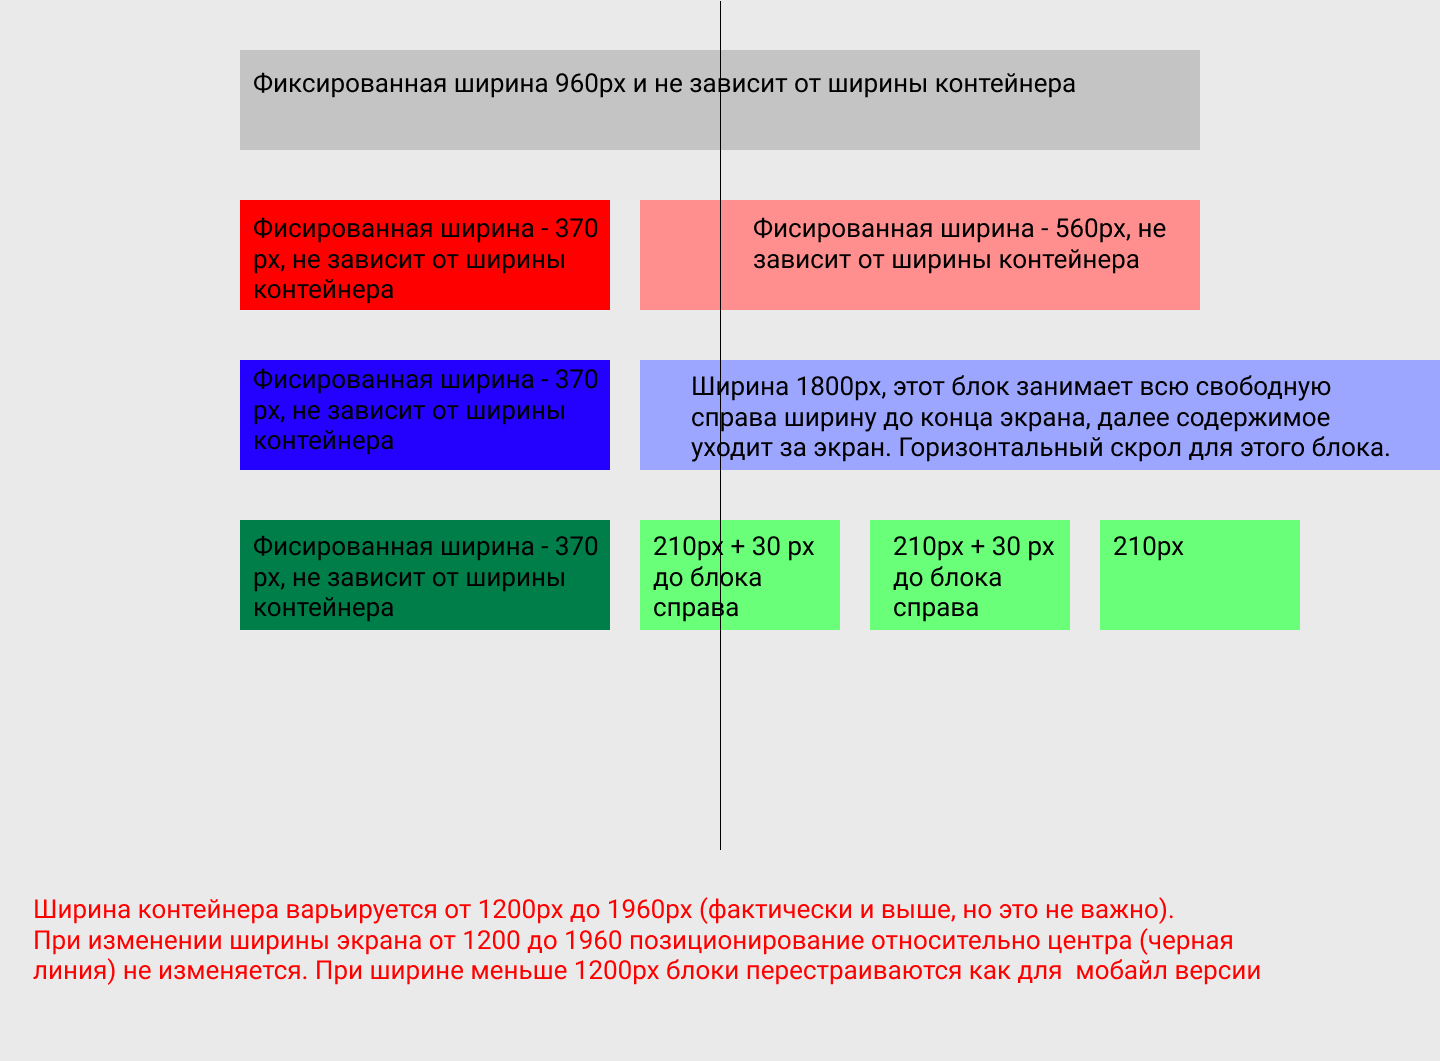 Фиксированная ширина 960px и не зависит от ширины контейнера
Фисированная ширина - 370
px, не зависит от ширины
контейнера
Фисированная ширина - 560px, не
зависит от ширины контейнера
Фисированная ширина - 370
px, не зависит от ширины
контейнера
Ширина 1800px, этот блок занимает всю свободную
справа ширину до конца экрана, далее содержимое
уходит за экран. Горизонтальный скрол для этого блока.
Фисированная ширина - 370
px, не зависит от ширины
контейнера
210px + 30 px
до блока
справа
210px + 30 px
до блока
справа
210px
Ширина контейнера варьируется от 1200px до 1960px (фактически и выше, но это не важно).
При изменении ширины экрана от 1200 до 1960 позиционирование относительно центра (черная
линия) не изменяется. При ширине меньше 1200px блоки перестраиваются как для  мобайл версии